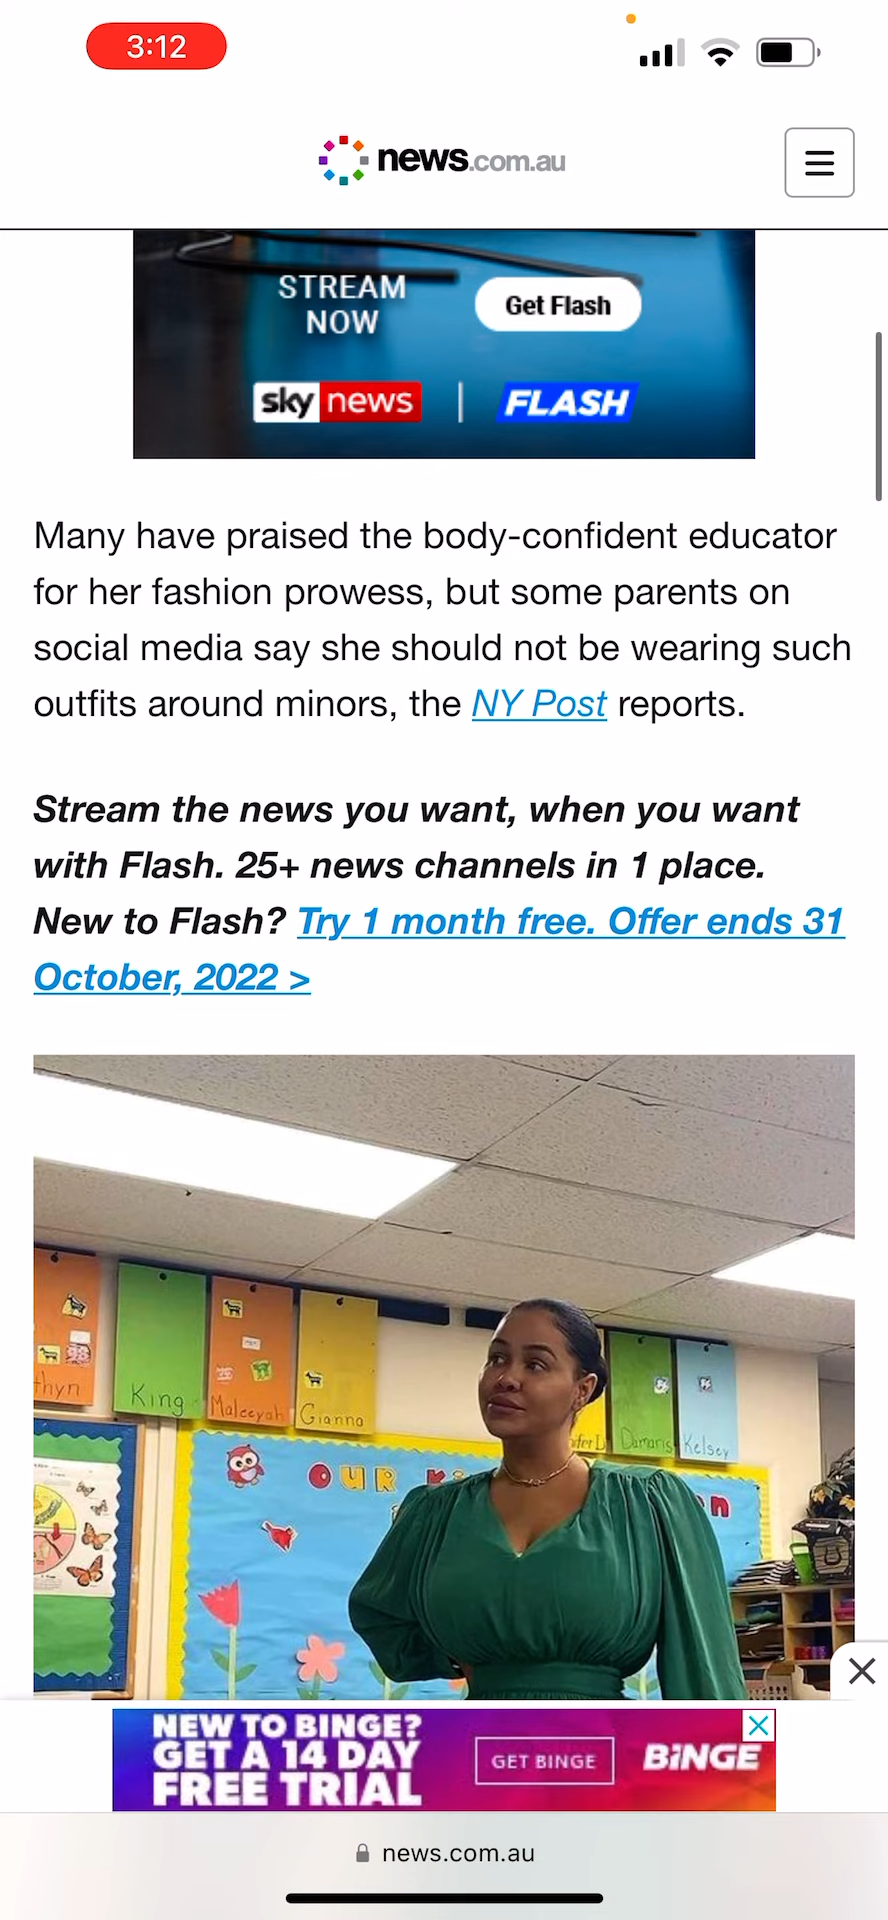 3:12
news.com.au
STREAM
NOW
Get Flash
sky news | FLASH
Many have praised the body-confident educator
for her fashion prowess, but some parents on
social media say she should not be wearing such
outfits around minors, the NY Post reports.
Stream the news you want, when you want
with Flash. 25+ news channels in 1 place.
New to Flash? Try 1 month free. Offer ends 31
October, 2022 >
thyn
King
Maleeyah
Gianna
Damaris
Kelsey
OUR
NEW TO BINGE?
GET A 14 DAY
FREE TRIAL
GET BINGE
BiNGE
news.com.au